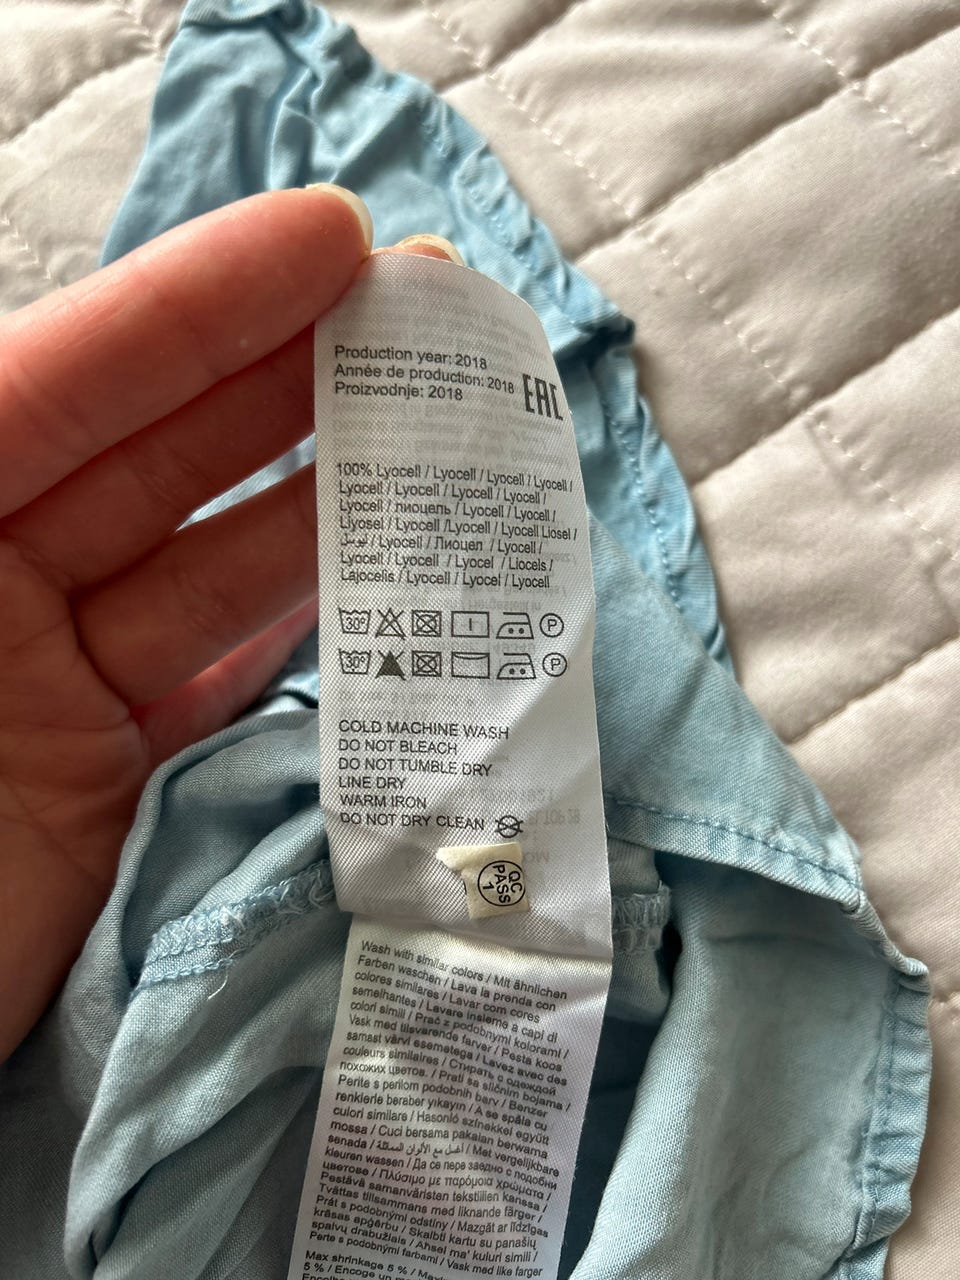 Production year: 2018
Année de production: 2018
Proizvodnje: 2018
EAC
100% Lyocell / Lyocell / Lyocell / Lyocell /
Lyocell / Lyocell / Lyocell / Lyocell /
Lyocell / лиоцель / Lyocell / Lyocell /
Liyosel / Lyocell /Lyocell / Lyocell Liosel /
ليوسل / Lyocell / Лиоцел / Lyocell /
Lyocell / Lyocell / Lyocel / Liocels /
Lajocelis / Lyocell / Lyocel / Lyocell
30° P
30° P
COLD MACHINE WASH
DO NOT BLEACH
DO NOT TUMBLE DRY
LINE DRY
WARM IRON
DO NOT DRY CLEAN
QC
PASS
1
Wash with similar colors / Mit ähnlichen
Farben waschen / Lava la prenda con
colores similares / Lavar com cores
semelhantes / Lavare insieme a capi di
colori simili / Prać z podobnymi kolorami /
Vask med tilsvarende farver / Pesta koos
samast värvi esemetega / Lavez avec des
couleurs similaires / Стирать с одеждой
похожих цветов. / Prati sa sličnim bojama /
Perite s perilom podobnih barv / Benzer
renklerle beraber yıkayın / A se spăla cu
culori similare / Hasonló színekkel együtt
mossa / Cuci bersama pakaian berwarna
senada / اغسل مع الألوان المماثلة / Met vergelijkbare
kleuren wassen / Да се пере заедно с подобни
цветове / Πλύσιμο με παρόμοια χρώματα /
Pestävä samanväristen tekstiilien kanssa /
Tvättas tillsammans med liknande färger /
Prát s podobnými odstíny / Mazgāt ar līdzīgas
krāsas apģērbu / Skalbti kartu su panašių
spalvų drabužiais / Ahsel ma' kuluri simili /
Perte s podobnými farbami / Vask med like farger
Max shrinkage 5 % /
5 % / Encoge un